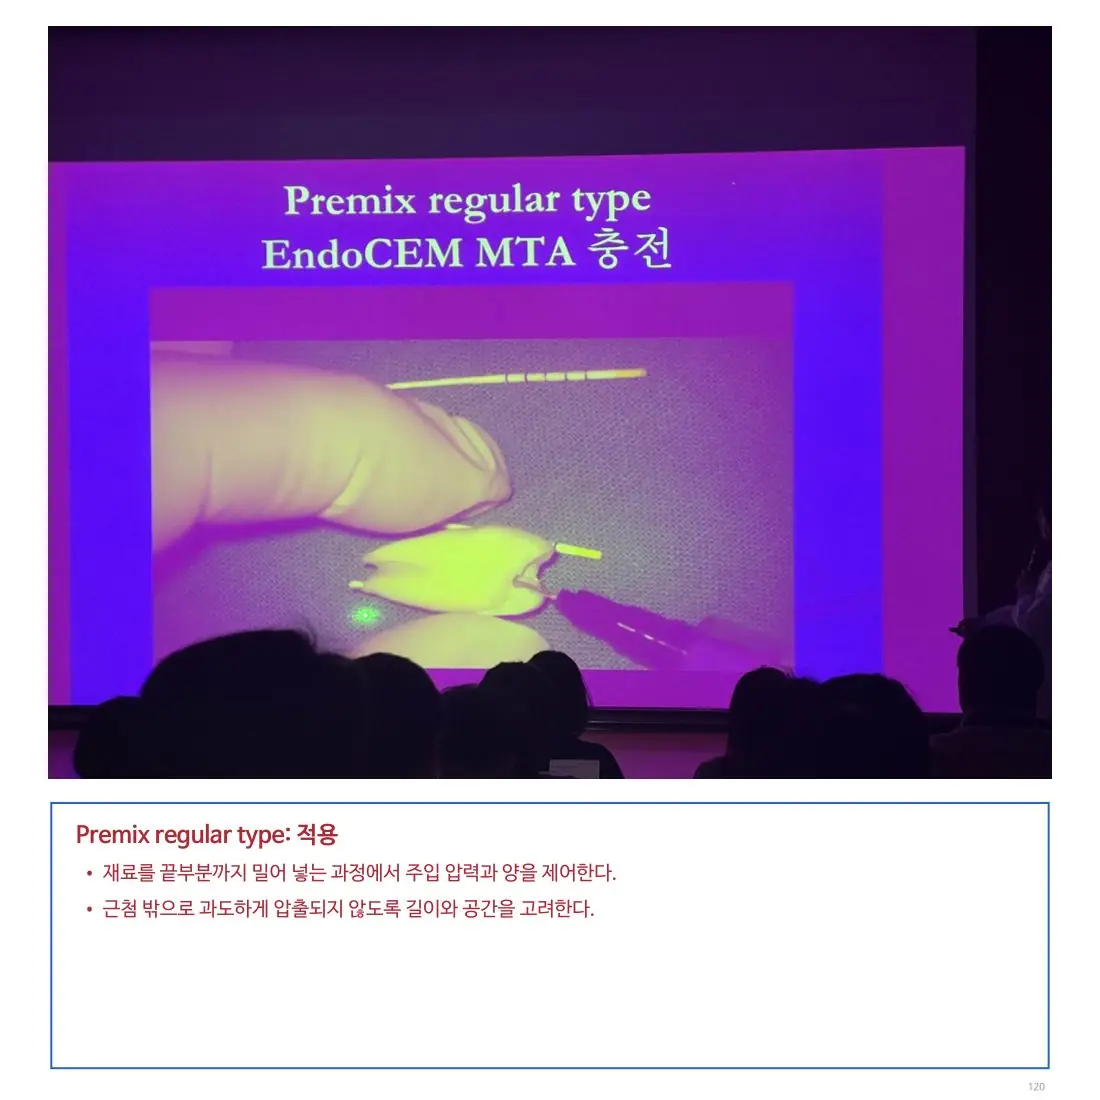 Premix regular type
EndoCEM MTA 충전
Premix regular type: 적용
• 재료를 끝부분까지 밀어 넣는 과정에서 주입 압력과 양을 제어한다.
• 근첨 밖으로 과도하게 압출되지 않도록 길이와 공간을 고려한다.
120